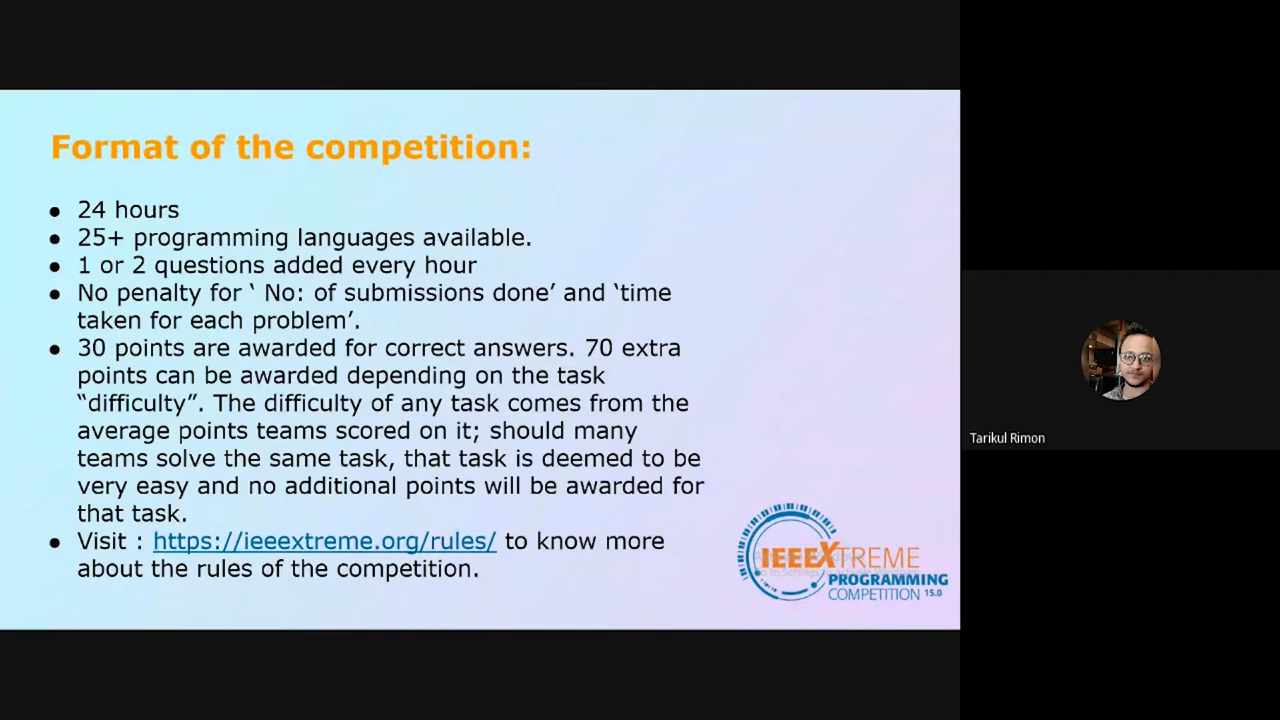 Format of the competition:
● 24 hours
● 25+ programming languages available.
● 1 or 2 questions added every hour
● No penalty for ‘ No: of submissions done’ and ‘time
taken for each problem’.
● 30 points are awarded for correct answers. 70 extra
points can be awarded depending on the task
“difficulty”. The difficulty of any task comes from the
average points teams scored on it; should many
teams solve the same task, that task is deemed to be
very easy and no additional points will be awarded for
that task.
● Visit : https://ieeextreme.org/rules/ to know more
about the rules of the competition.
IEEEXTREME
PROGRAMMING
COMPETITION 15.0
Tarikul Rimon